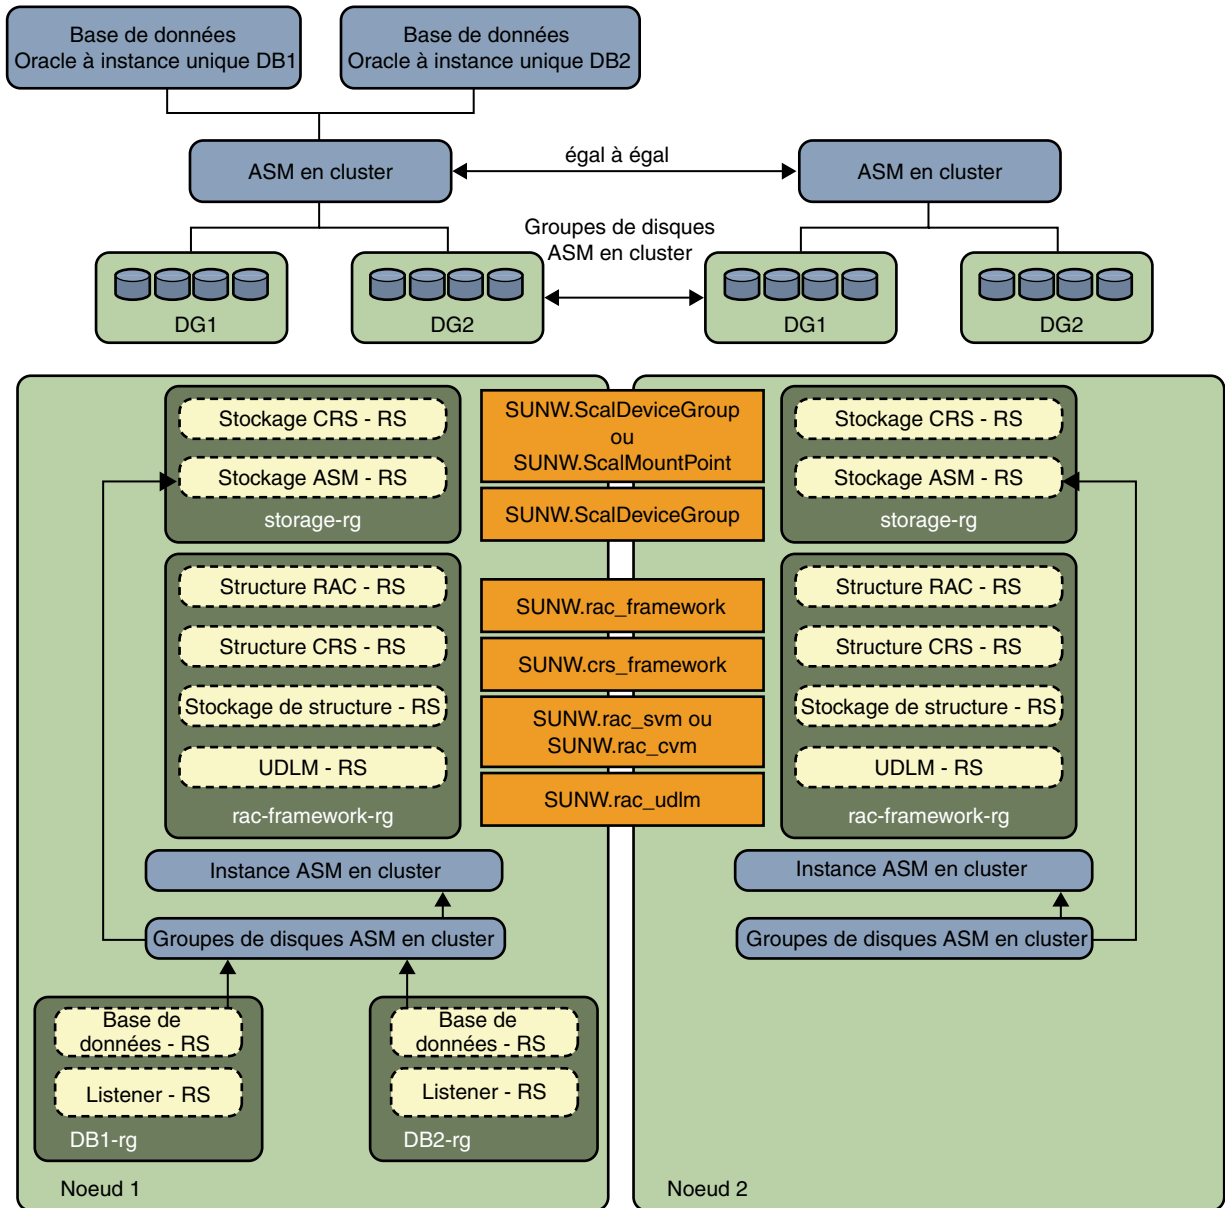 Base de données
Oracle à instance unique DB1
Base de données
Oracle à instance unique DB2
ASM en cluster
égal à égal
ASM en cluster
Groupes de disques
ASM en cluster
DG1
DG2
DG1
DG2
Stockage CRS - RS
Stockage ASM - RS
storage-rg
SUNW.ScalDeviceGroup
ou
SUNW.ScalMountPoint
SUNW.ScalDeviceGroup
Stockage CRS - RS
Stockage ASM - RS
storage-rg
Structure RAC - RS
Structure CRS - RS
Stockage de structure - RS
UDLM - RS
rac-framework-rg
SUNW.rac_framework
SUNW.crs_framework
SUNW.rac_svm ou
SUNW.rac_cvm
SUNW.rac_udlm
Structure RAC - RS
Structure CRS - RS
Stockage de structure - RS
UDLM - RS
rac-framework-rg
Instance ASM en cluster
Groupes de disques ASM en cluster
Instance ASM en cluster
Groupes de disques ASM en cluster
Base de
données - RS
Listener - RS
DB1-rg
Base de
données - RS
Listener - RS
DB2-rg
Noeud 1
Noeud 2